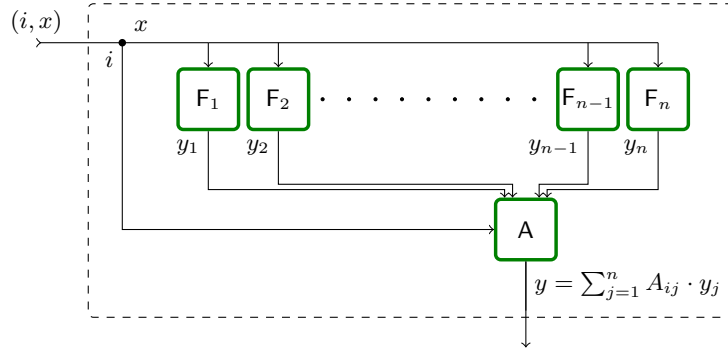 (i, x)
x
i
F₁ F₂ . . . . . . . . . . Fₙ₋₁ Fₙ
y₁ y₂ yₙ₋₁ yₙ
A
y = ∑ⁿⱼ₌₁ Aᵢⱼ · yⱼ